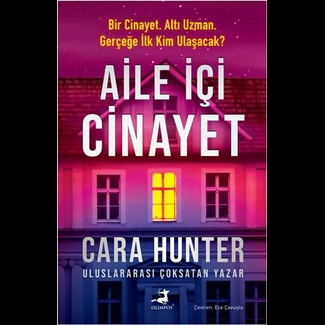 Bir Cinayet. Altı Uzman.
Gerçeğe İlk Kim Ulaşacak?
AİLE İÇİ
CİNAYET
CARA HUNTER
ULUSLARARASI ÇOKSATAN YAZAR
OLIMPOS
Çeviren: Ece Çavuşlu